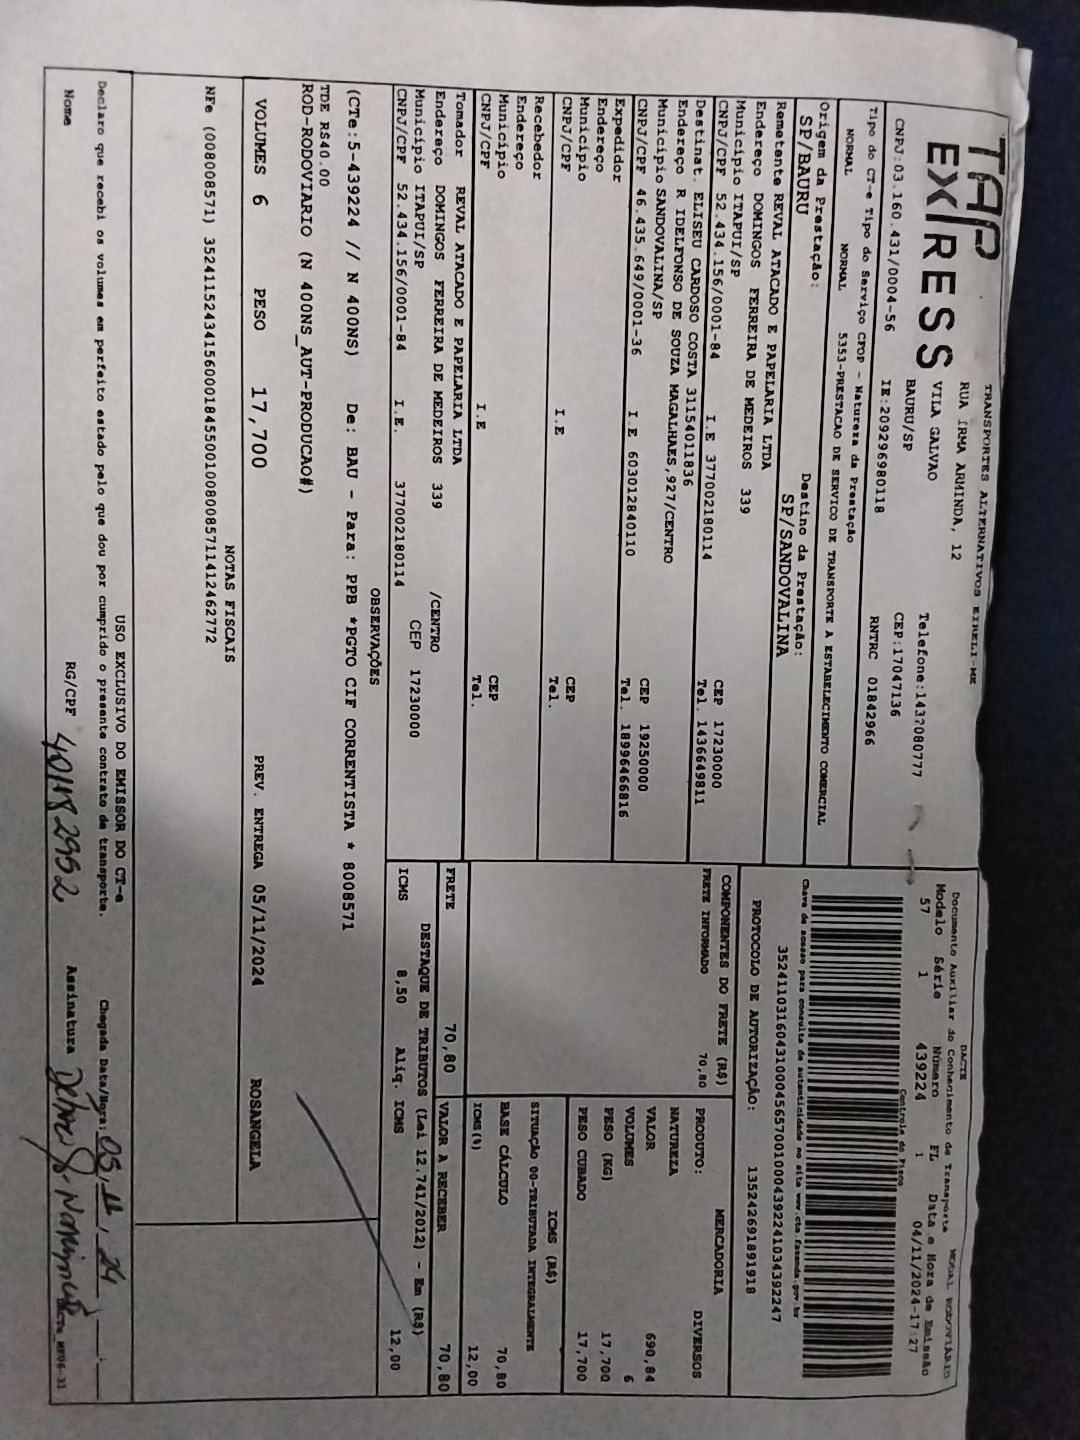 TAP EXPRESS
TRANSPORTES ALTERNATIVOS EIRELI-ME
RUA IRMA ARMINDA, 12
VILA GALVAO Telefone:1432080777
BAURU/SP CEP:17047136
CNPJ:03.160.431/0004-56 IE:209296980118 RNTRC 01842966
DACTE
Documento Auxiliar do Conhecimento de Transporte MODAL RODOVIÁRIO
Modelo Série Número FL Data e Hora de Emissão
57 1 439224 1 04/11/2024-17:27
Controle do Fisco
Tipo do CT-e Tipo do Serviço CFOP - Natureza da Prestação
NORMAL NORMAL 5353-PRESTACAO DE SERVICO DE TRANSPORTE A ESTABELECIMENTO COMERCIAL
Chave de acesso para consulta de autenticidade no site www.cte.fazenda.gov.br
35241103160431000456570010004392241034392247
Origem da Prestação: Destino da Prestação:
SP/BAURU SP/SANDOVALINA
PROTOCOLO DE AUTORIZAÇÃO: 135242691891918
Remetente REVAL ATACADO E PAPELARIA LTDA
Endereço DOMINGOS FERREIRA DE MEDEIROS 339
Município ITAPUI/SP CEP 17230000
CNPJ/CPF 52.434.156/0001-84 I.E 377002180114 Tel. 1436649811
Destinat. ELISEU CARDOSO COSTA 31154011836
Endereço R IDELFONSO DE SOUZA MAGALHAES,927/CENTRO
Município SANDOVALINA/SP CEP 19250000
CNPJ/CPF 46.435.649/0001-36 I.E 603012840110 Tel. 18996466816
Expedidor
Endereço
Município CEP
CNPJ/CPF I.E Tel.
Recebedor
Endereço
Município CEP
CNPJ/CPF I.E Tel.
Tomador REVAL ATACADO E PAPELARIA LTDA
Endereço DOMINGOS FERREIRA DE MEDEIROS 339 /CENTRO
Município ITAPUI/SP CEP 17230000
CNPJ/CPF 52.434.156/0001-84 I.E. 377002180114
COMPONENTES DO FRETE (R$)
FRETE INFORMADO 70,80
PRODUTO: MERCADORIA DIVERSOS
NATUREZA
VALOR 690,84
VOLUMES 6
PESO (KG) 17,700
PESO CUBADO 17,700
ICMS (R$)
SITUAÇÃO 00-TRIBUTADA INTEGRALMENTE
BASE CÁLCULO 70,80
ICMS (%) 12,00
FRETE 70,80 VALOR A RECEBER 70,80
DESTAQUE DE TRIBUTOS (Lei 12.741/2012) - Em (R$)
ICMS 8,50 Aliq. ICMS 12,00
OBSERVAÇÕES
(CTe:5-439224 // N 400NS) De: BAU - Para: PPB *PGTO CIF CORRENTISTA * 8008571
TDE R$40.00
ROD-RODOVIARIO (N 400NS_AUT-PRODUCAO#)
VOLUMES 6 PESO 17,700 PREV. ENTREGA 05/11/2024 ROSANGELA
NOTAS FISCAIS
NFe (008008571) 35241152434156000184550010080085711412462772
USO EXCLUSIVO DO EMISSOR DO CT-e
Declaro que recebi os volumes em perfeito estado pelo que dou por cumprido o presente contrato de transporte. Chegada Data/Hora: 05, 11, 24
Nome RG/CPF 401182952 Assinatura